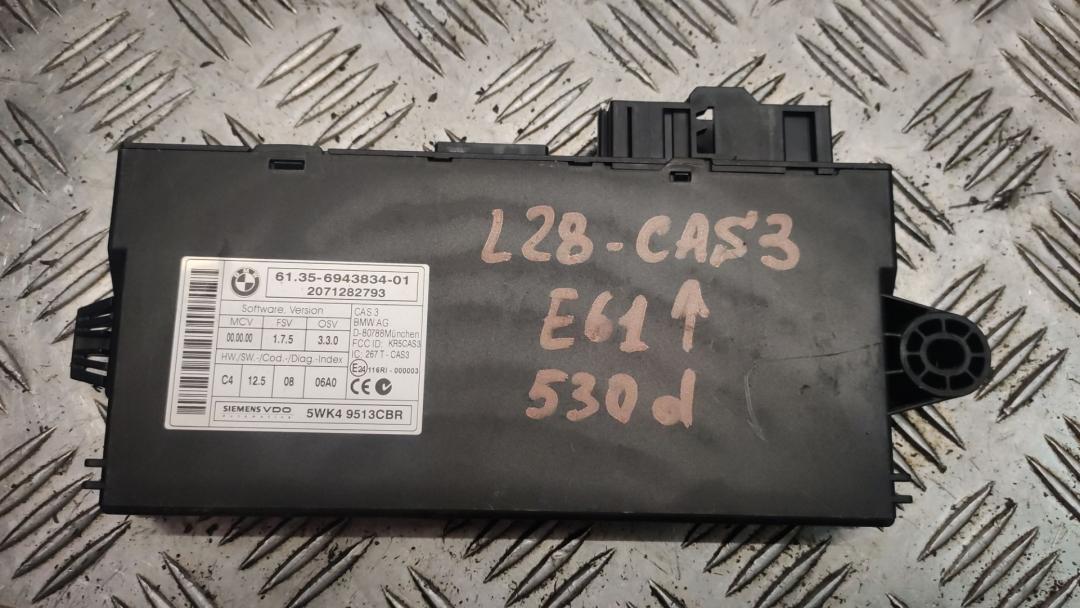 61.35-6943834-01
2071282793
Software, Version
MCV FSV OSV
00.00.00 1.7.5 3.3.0
HW./SW.-/Cod.-/Diag.-Index
C4 12.5 08 06A0
CAS 3
BMW AG
D-80788München
FCC ID: KR5CAS3
IC: 267 T - CAS3
E24 116RI - 000003
CE
SIEMENS VDO
Automotive
5WK4 9513CBR
L28-CAS3
E61↑
530d